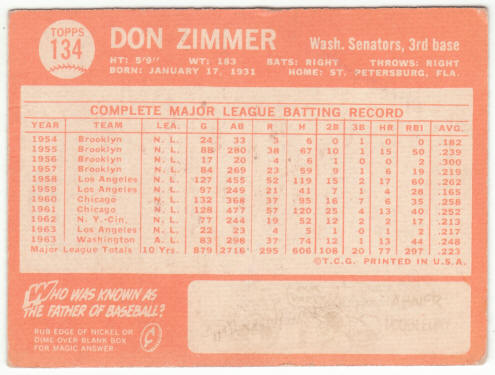 TOPPS
134
DON ZIMMER
Wash. Senators, 3rd base
HT: 5'9" WT: 183 BATS: RIGHT THROWS: RIGHT
BORN: JANUARY 17, 1931 HOME: ST. PETERSBURG, FLA.
COMPLETE MAJOR LEAGUE BATTING RECORD
YEAR TEAM LEA. G AB R H 2B 3B HR RBI AVG.
1954 Brooklyn N. L. 24 33 3 6 0 1 0 0 .182
1955 Brooklyn N. L. 88 280 38 67 10 1 15 50 .239
1956 Brooklyn N. L. 17 20 4 6 1 0 0 2 .300
1957 Brooklyn N. L. 84 269 23 59 9 1 6 19 .219
1958 Los Angeles N. L. 127 455 52 119 15 2 17 60 .262
1959 Los Angeles N. L. 97 249 21 41 7 1 4 28 .165
1960 Chicago N. L. 132 368 37 95 16 7 6 35 .258
1961 Chicago N. L. 128 477 57 120 25 4 13 40 .252
1962 N. Y.-Cin. N. L. 77 244 19 52 12 2 2 17 .213
1963 Los Angeles N. L. 22 23 4 5 1 0 1 2 .217
1963 Washington A. L. 83 298 37 74 12 1 13 44 .248
Major League Totals 10 Yrs. 879 2716 295 606 108 20 77 297 .223
©T.C.G. PRINTED IN U.S.A.
WHO WAS KNOWN AS
THE FATHER OF BASEBALL?
RUB EDGE OF NICKEL OR
DIME OVER BLANK BOX
FOR MAGIC ANSWER